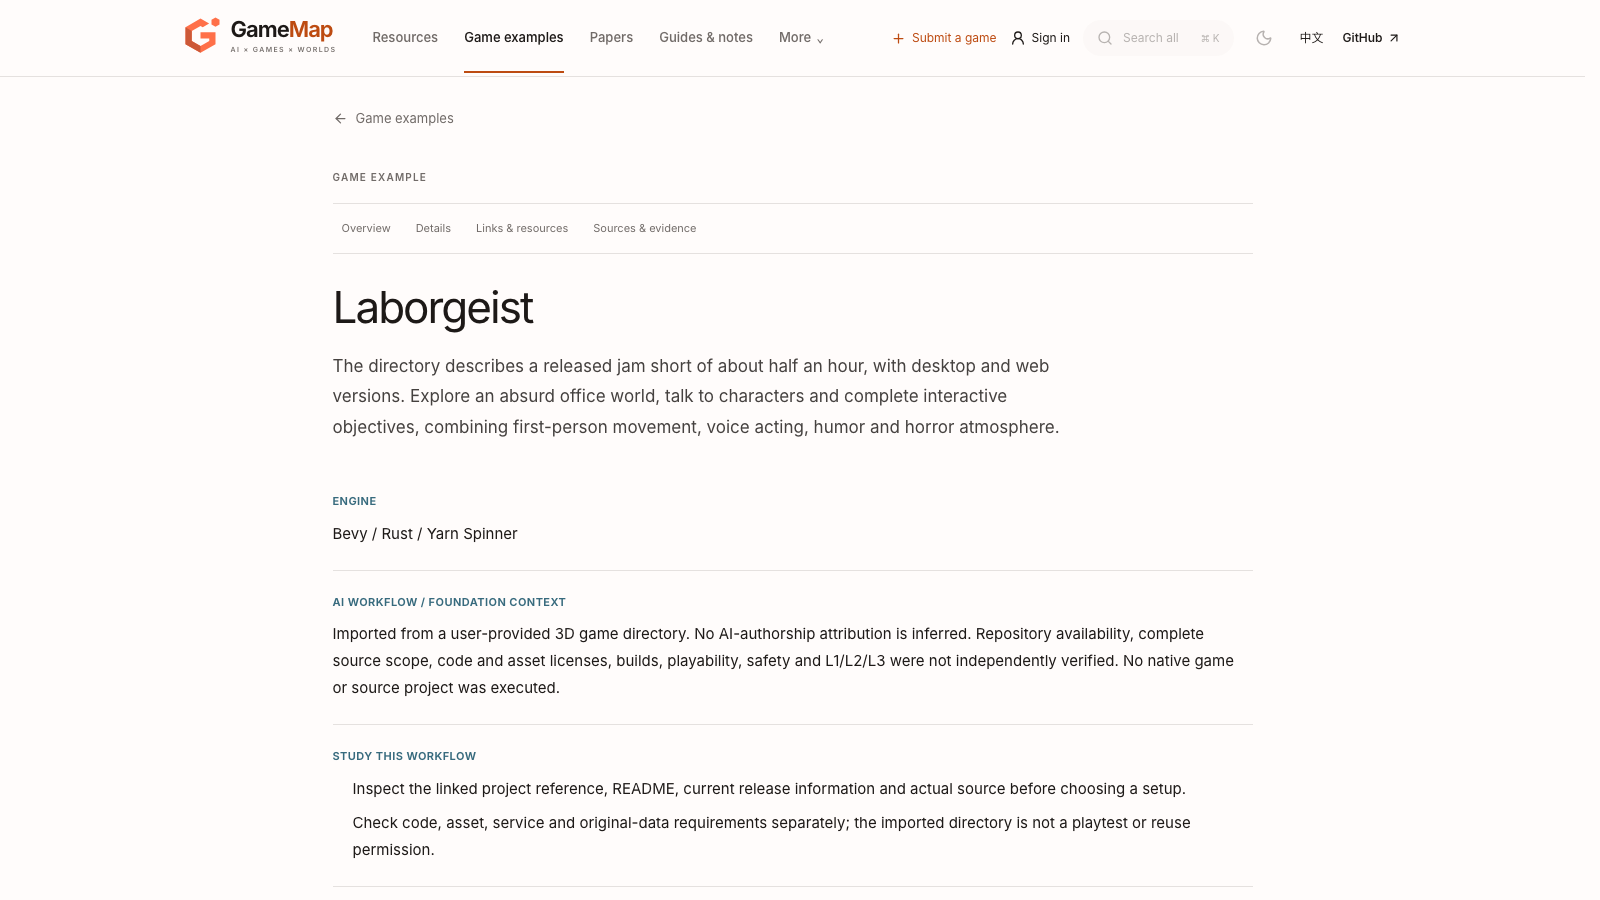 GameMap
AI × GAMES × WORLDS
Resources
Game examples
Papers
Guides & notes
More
Submit a game
Sign in
Search all
⌘ K
中文
GitHub
Game examples
GAME EXAMPLE
Overview
Details
Links & resources
Sources & evidence
Laborgeist
The directory describes a released jam short of about half an hour, with desktop and web
versions. Explore an absurd office world, talk to characters and complete interactive
objectives, combining first-person movement, voice acting, humor and horror atmosphere.
ENGINE
Bevy / Rust / Yarn Spinner
AI WORKFLOW / FOUNDATION CONTEXT
Imported from a user-provided 3D game directory. No AI-authorship attribution is inferred. Repository availability, complete
source scope, code and asset licenses, builds, playability, safety and L1/L2/L3 were not independently verified. No native game
or source project was executed.
STUDY THIS WORKFLOW
Inspect the linked project reference, README, current release information and actual source before choosing a setup.
Check code, asset, service and original-data requirements separately; the imported directory is not a playtest or reuse
permission.